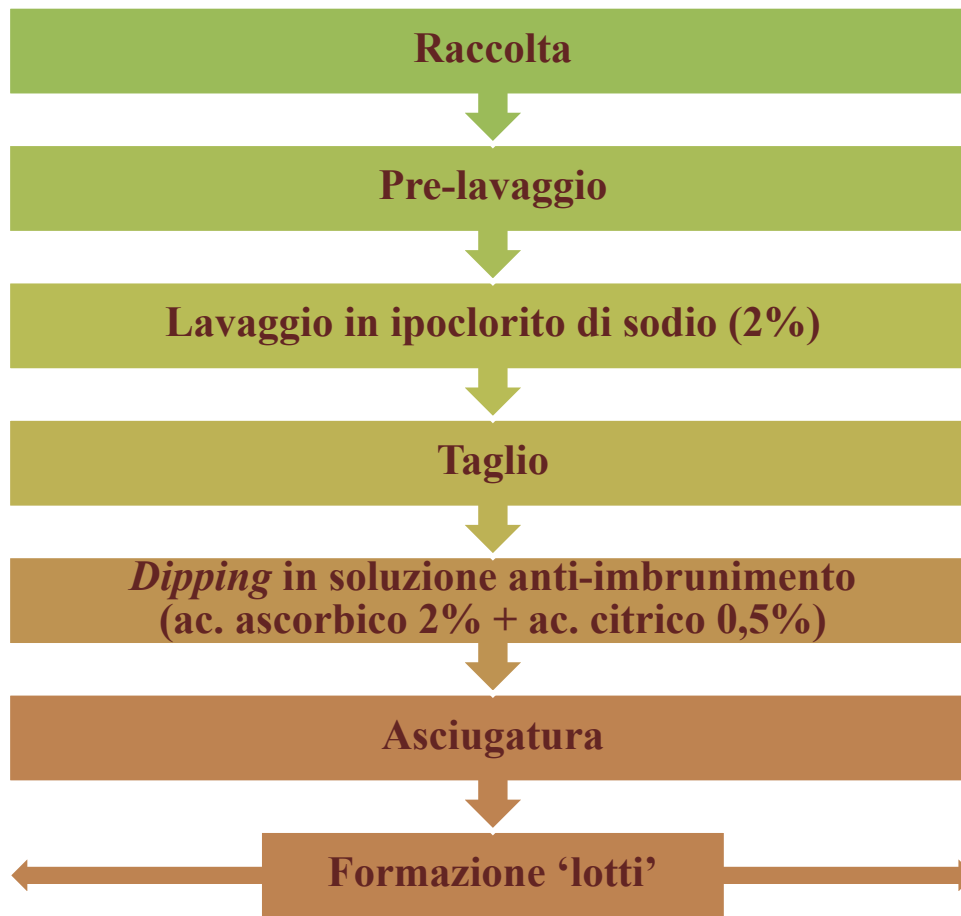 Raccolta
Pre-lavaggio
Lavaggio in ipoclorito di sodio (2%)
Taglio
Dipping in soluzione anti-imbrunimento
(ac. ascorbico 2% + ac. citrico 0,5%)
Asciugatura
Formazione ‘lotti’